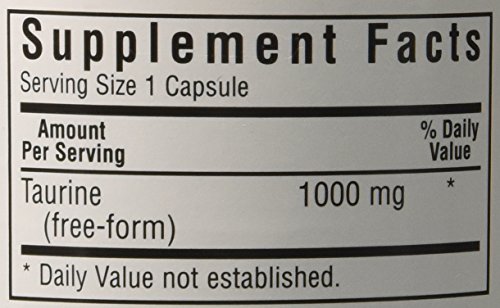 Supplement Facts
Serving Size 1 Capsule
Amount % Daily
Per Serving Value
Taurine 1000 mg *
(free-form)
* Daily Value not established.